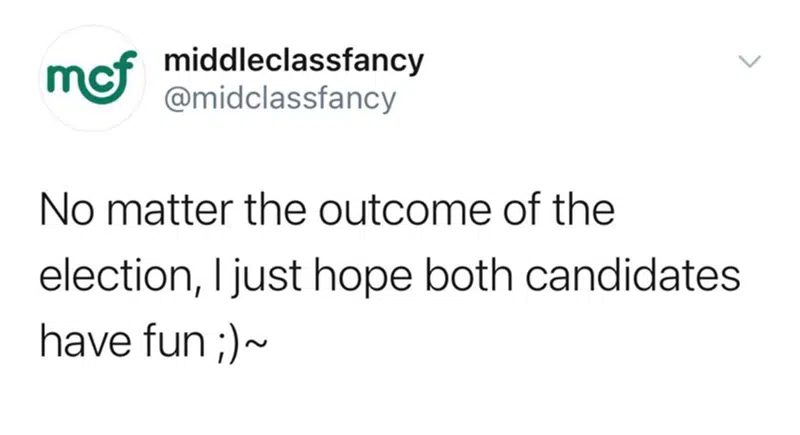 mcf
middleclassfancy
@midclassfancy
No matter the outcome of the
election, I just hope both candidates
have fun ;)~